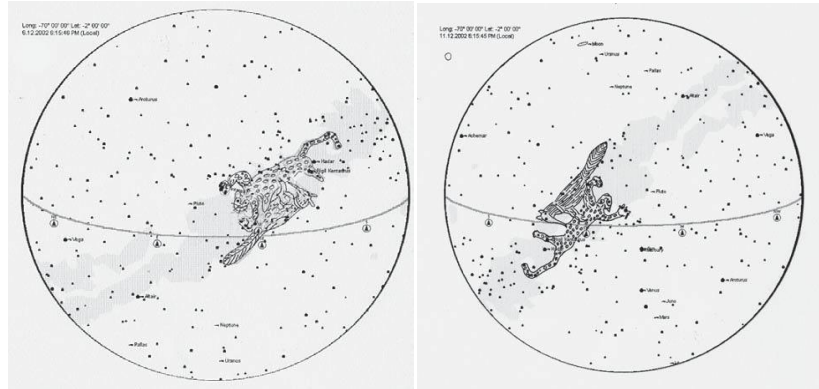 Long: -70° 00' 00" Lat: -2° 00' 00"
6.12.2002 6:15:46 PM (Local)
Arcturus
Hadar
Rigil Kentaurus
Pluto
Vega
Altair
Neptune
Pallas
Uranus
Long: -70° 00' 00" Lat: -2° 00' 00"
11.12.2002 6:15:46 PM (Local)
Moon
Uranus
Pallas
Neptune
Altair
Achernar
Vega
Pluto
Mercury
Venus
Arcturus
Juno
Mars